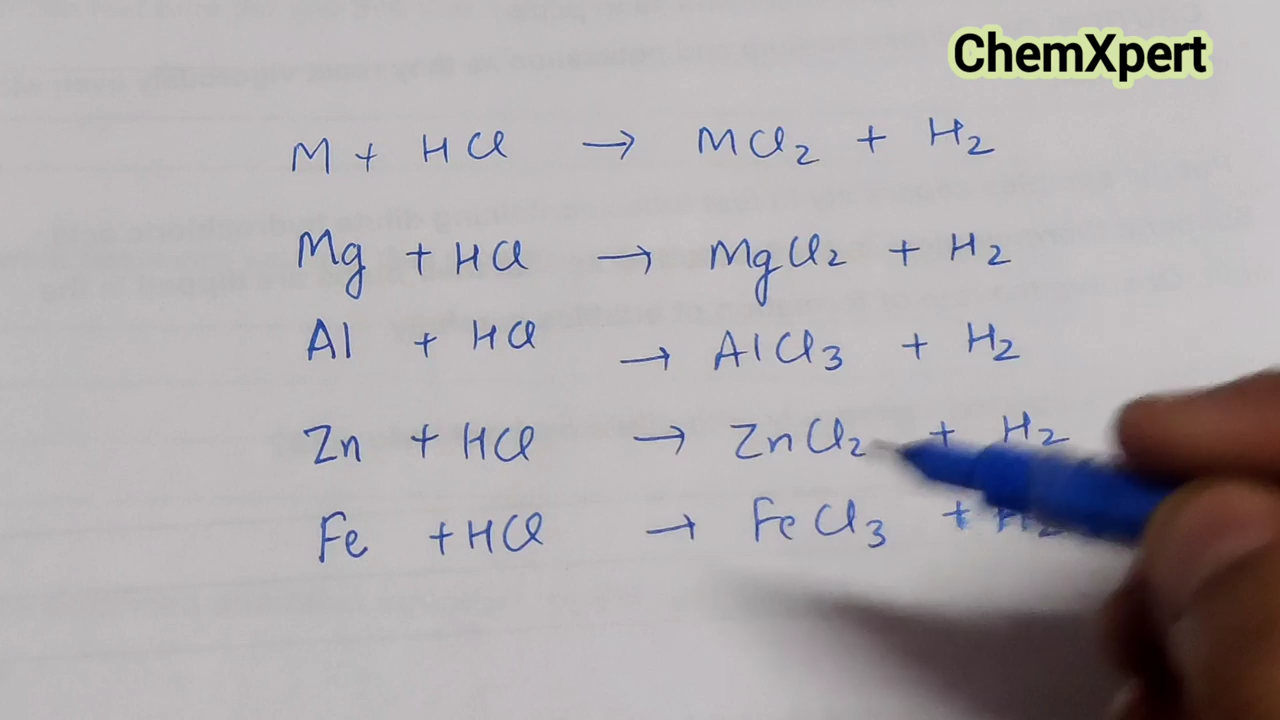 ChemXpert
M + HCl → MCl2 + H2
Mg + HCl → MgCl2 + H2
Al + HCl → AlCl3 + H2
Zn + HCl → ZnCl2 + H2
Fe + HCl → FeCl3 + H2